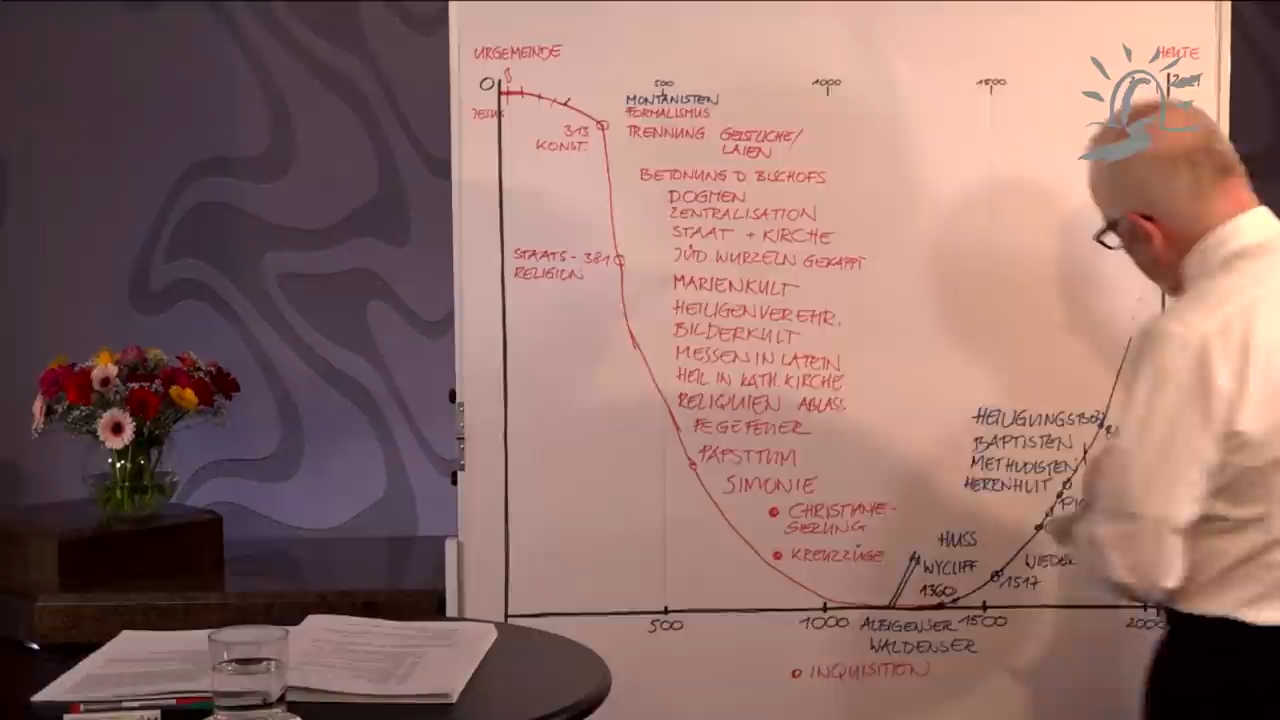 URGEMEINDE
HEUTE
0
500
1000
1500
JESUS
MONTANISTEN
FORMALISMUS
313
KONST.
TRENNUNG GEISTLICHE/
LAIEN
BETONUNG D. BISCHOFS
DOGMEN
ZENTRALISATION
STAAT + KIRCHE
STAATS- 381
RELIGION
JÜD. WURZELN GEKAPPT
MARIENKULT
HEILIGENVEREHR.
BILDERKULT
MESSEN IN LATEIN
HEIL IN KATH. KIRCHE
RELIQUIEN ABLASS.
FEGEFEUER
PAPSTTUM
SIMONIE
CHRISTIANI-
SIERUNG
KREUZZÜGE
HEILIGUNGSBEW
BAPTISTEN
METHODISTEN
HERRNHUT
HUSS
WYCLIFF
1360
WIEDER
1517
500
1000
1500
2000
ALBIGENSER
WALDENSER
INQUISITION